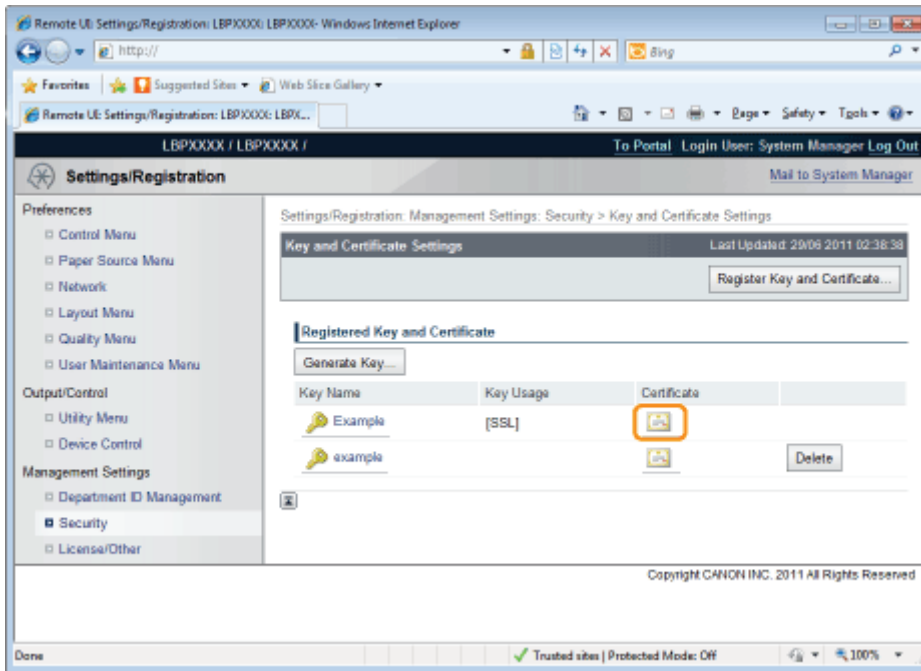 Remote UI: Settings/Registration: LBPXXXX: LBPXXXX- Windows Internet Explorer
http://
Bing
Favorites Suggested Sites Web Slice Gallery
Remote UI: Settings/Registration: LBPXXXX: LBPX...
Page Safety Tools
LBPXXXX / LBPXXXX /
To Portal Login User: System Manager Log Out
Settings/Registration
Mail to System Manager
Preferences
Control Menu
Paper Source Menu
Network
Layout Menu
Quality Menu
User Maintenance Menu
Output/Control
Utility Menu
Device Control
Management Settings
Department ID Management
Security
License/Other
Settings/Registration: Management Settings: Security > Key and Certificate Settings
Key and Certificate Settings
Last Updated: 29/06 2011 02:38:38
Register Key and Certificate...
Registered Key and Certificate
Generate Key...
Key Name Key Usage Certificate
Example [SSL]
example Delete
Copyright CANON INC. 2011 All Rights Reserved
Done Trusted sites | Protected Mode: Off 100%